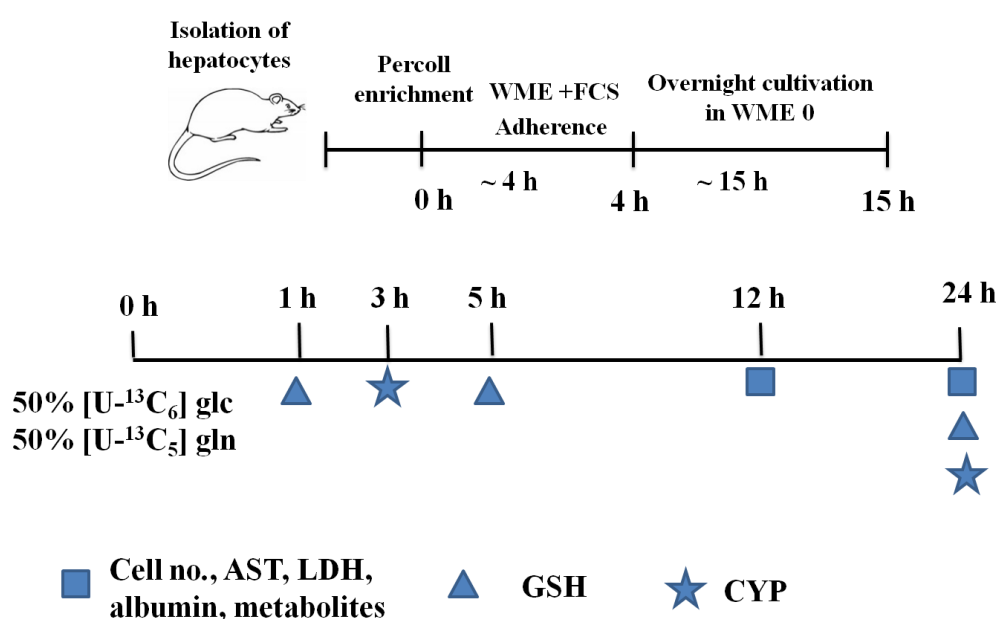 Isolation of
hepatocytes
Percoll
enrichment
WME +FCS
Adherence
Overnight cultivation
in WME 0
~ 4 h
~ 15 h
0 h
4 h
15 h
0 h
1 h
3 h
5 h
12 h
24 h
50% [U-¹³C₆] glc
50% [U-¹³C₅] gln
Cell no., AST, LDH,
albumin, metabolites
GSH
CYP